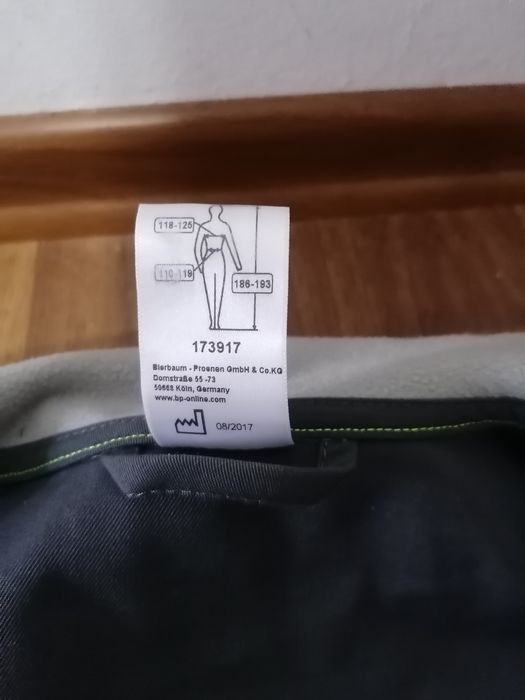 118-125
110-119
186-193
173917
Bierbaum - Proenen GmbH & Co.KG
Domstraße 55 -73
50668 Köln, Germany
www.bp-online.com
08/2017